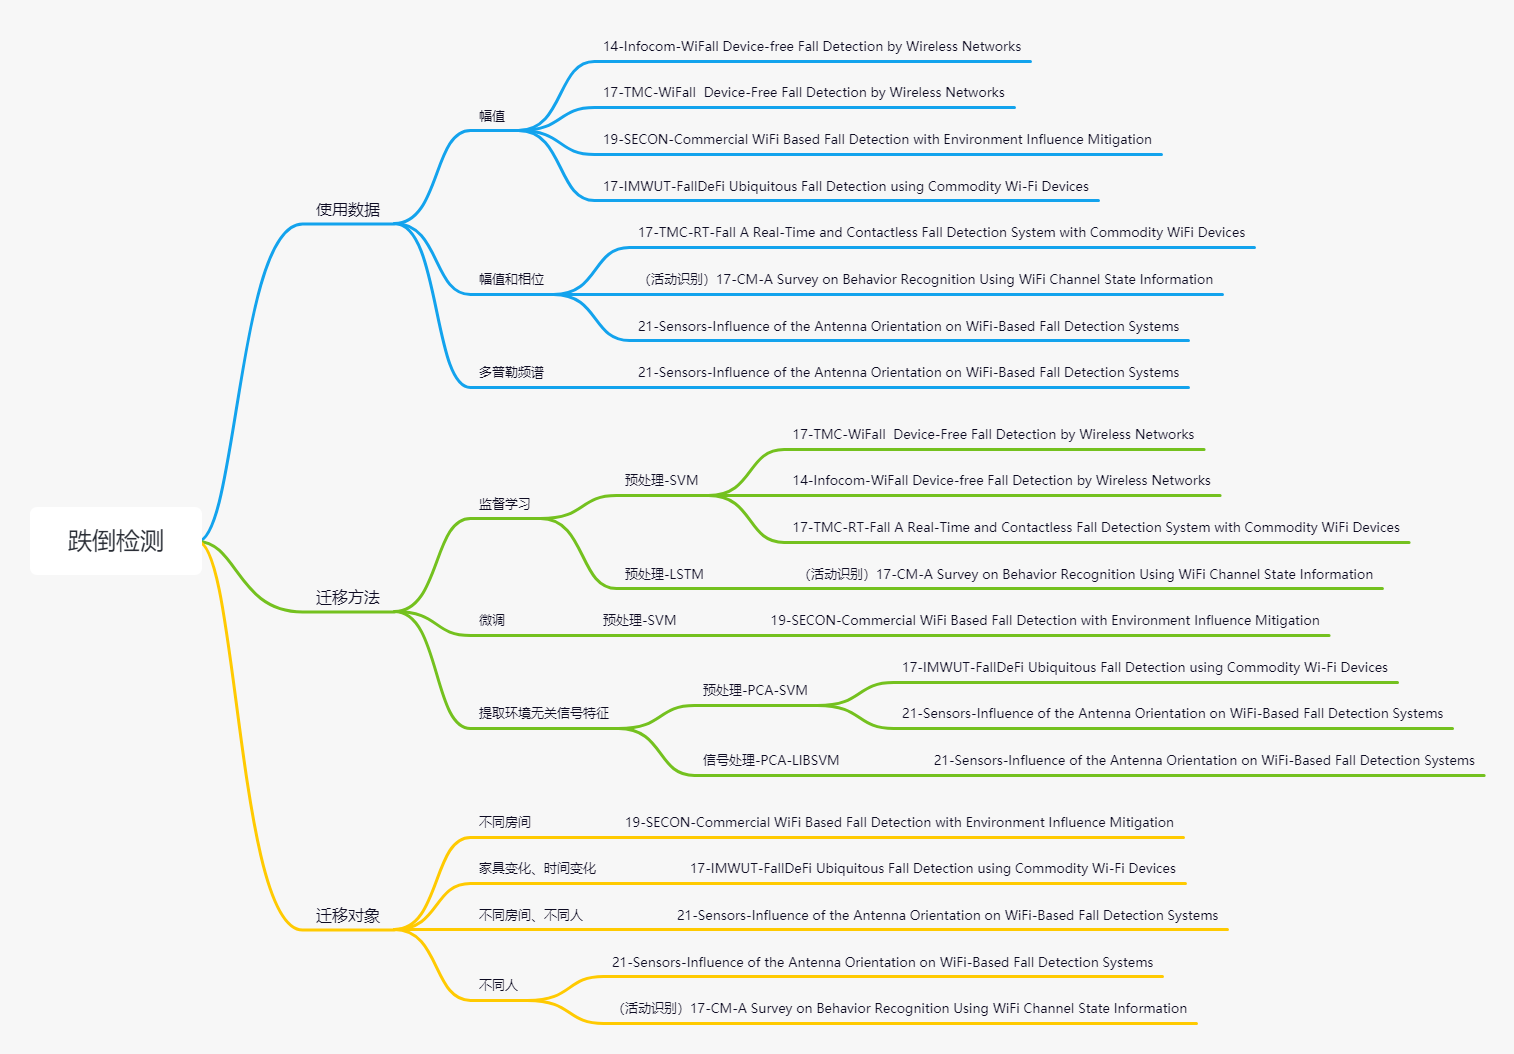 跌倒检测
使用数据
幅值
14-Infocom-WiFall Device-free Fall Detection by Wireless Networks
17-TMC-WiFall  Device-Free Fall Detection by Wireless Networks
19-SECON-Commercial WiFi Based Fall Detection with Environment Influence Mitigation
17-IMWUT-FallDeFi Ubiquitous Fall Detection using Commodity Wi-Fi Devices
幅值和相位
17-TMC-RT-Fall A Real-Time and Contactless Fall Detection System with Commodity WiFi Devices
（活动识别）17-CM-A Survey on Behavior Recognition Using WiFi Channel State Information
21-Sensors-Influence of the Antenna Orientation on WiFi-Based Fall Detection Systems
多普勒频谱
21-Sensors-Influence of the Antenna Orientation on WiFi-Based Fall Detection Systems
迁移方法
监督学习
预处理-SVM
17-TMC-WiFall  Device-Free Fall Detection by Wireless Networks
14-Infocom-WiFall Device-free Fall Detection by Wireless Networks
17-TMC-RT-Fall A Real-Time and Contactless Fall Detection System with Commodity WiFi Devices
预处理-LSTM
（活动识别）17-CM-A Survey on Behavior Recognition Using WiFi Channel State Information
微调
预处理-SVM
19-SECON-Commercial WiFi Based Fall Detection with Environment Influence Mitigation
提取环境无关信号特征
预处理-PCA-SVM
17-IMWUT-FallDeFi Ubiquitous Fall Detection using Commodity Wi-Fi Devices
21-Sensors-Influence of the Antenna Orientation on WiFi-Based Fall Detection Systems
信号处理-PCA-LIBSVM
21-Sensors-Influence of the Antenna Orientation on WiFi-Based Fall Detection Systems
迁移对象
不同房间
19-SECON-Commercial WiFi Based Fall Detection with Environment Influence Mitigation
家具变化、时间变化
17-IMWUT-FallDeFi Ubiquitous Fall Detection using Commodity Wi-Fi Devices
不同房间、不同人
21-Sensors-Influence of the Antenna Orientation on WiFi-Based Fall Detection Systems
不同人
21-Sensors-Influence of the Antenna Orientation on WiFi-Based Fall Detection Systems
（活动识别）17-CM-A Survey on Behavior Recognition Using WiFi Channel State Information